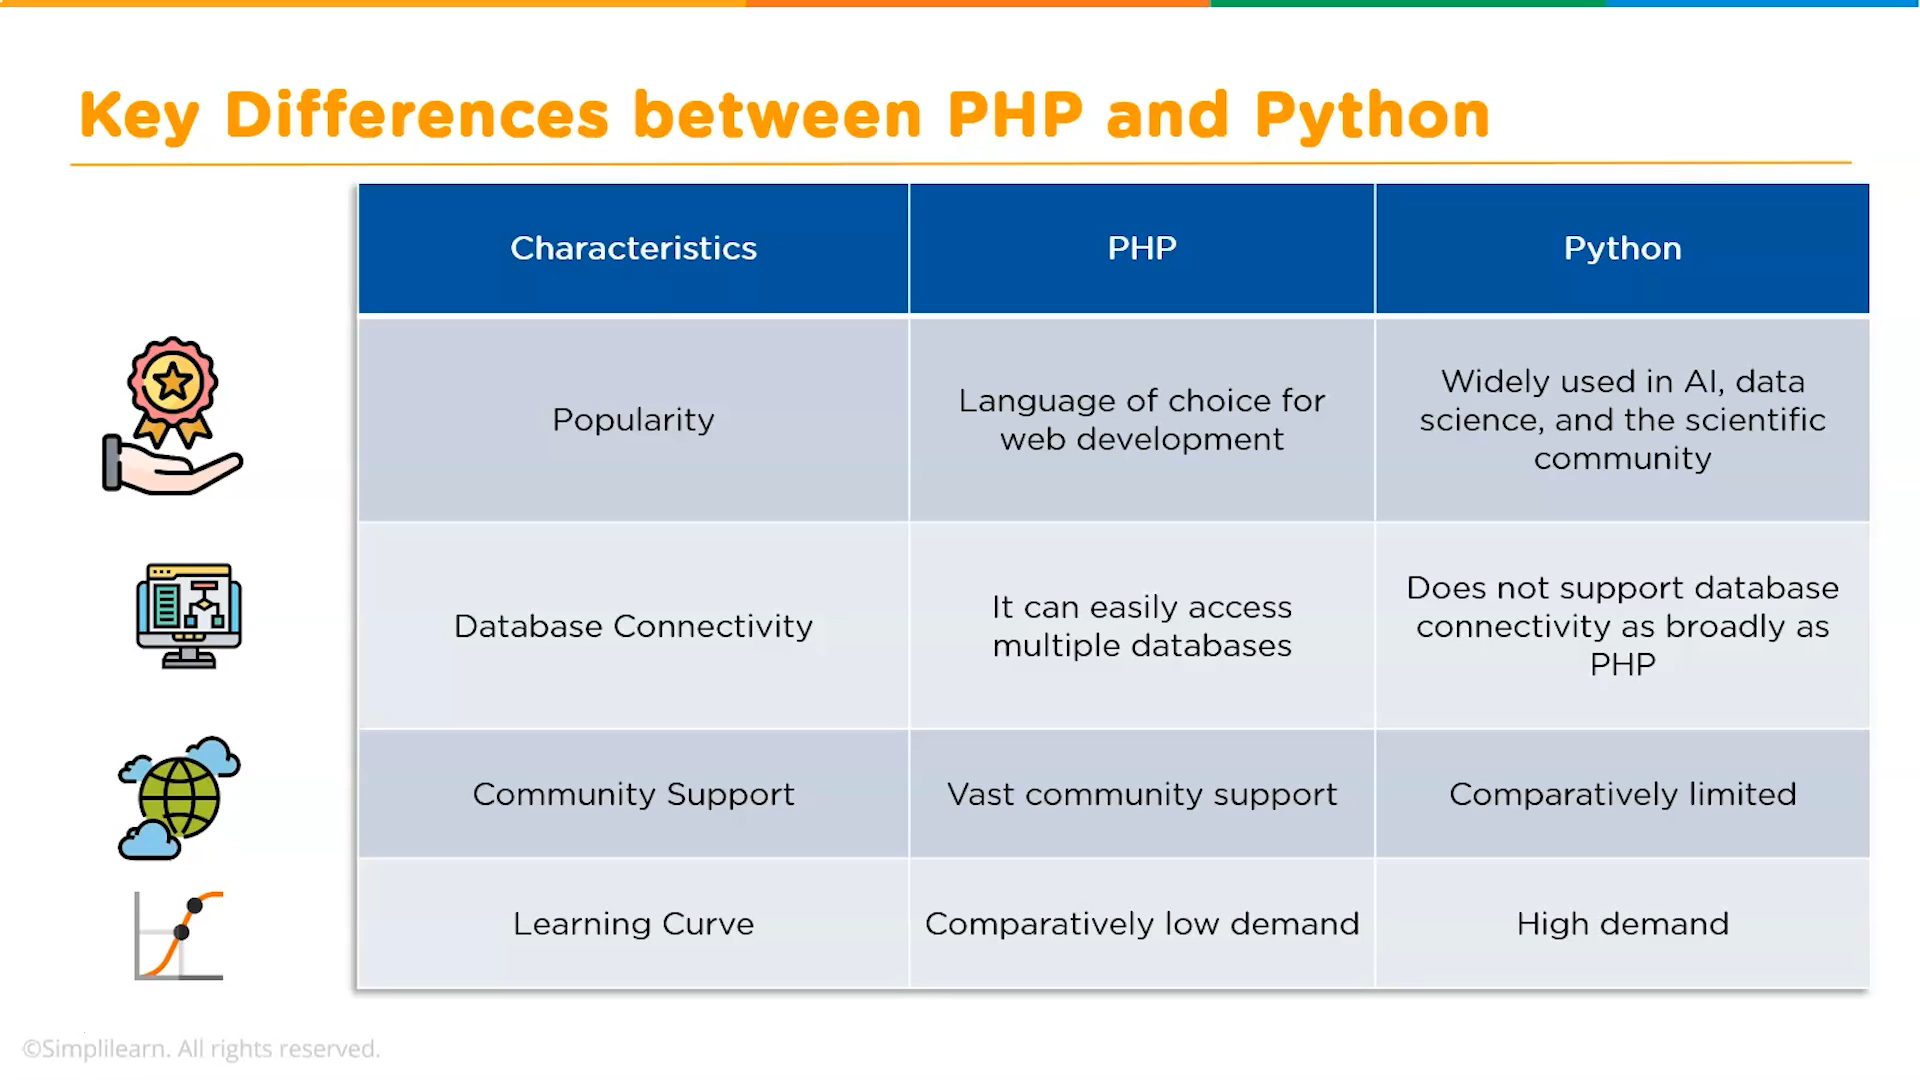 Key Differences between PHP and Python
Characteristics
PHP
Python
Popularity
Language of choice for
web development
Widely used in AI, data
science, and the scientific
community
Database Connectivity
It can easily access
multiple databases
Does not support database
connectivity as broadly as
PHP
Community Support
Vast community support
Comparatively limited
Learning Curve
Comparatively low demand
High demand
©Simplilearn. All rights reserved.